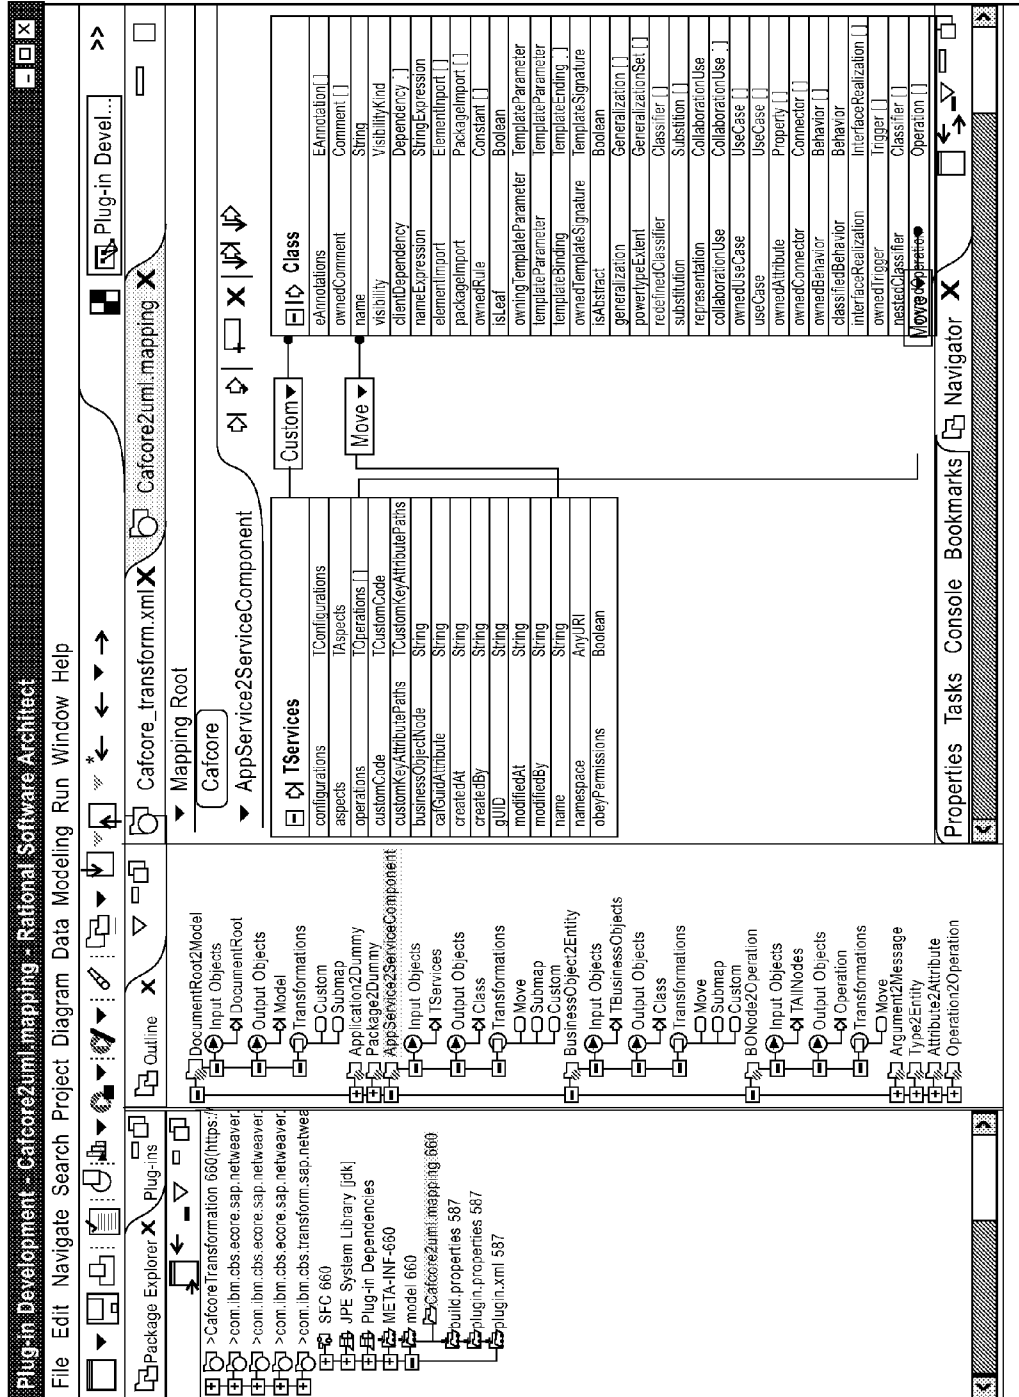 Plug-in Development - Cafcore2uml.mapping - Rational Software Architect
File Edit Navigate Search Project Diagram Data Modeling Run Window Help
Plug-in Devel...
>>
Package Explorer X Plug-ins
>Cafcore Transformation 660(https:/
>com.ibm.cbs.ecore.sap.netweaver.
>com.ibm.cbs.ecore.sap.netweaver.
>com.ibm.cbs.ecore.sap.netweaver.
>com.ibm.cbs.transform.sap.netwea
SFC 660
JPE System Library [jdk]
Plug-in Dependencies
META-INF-660
model 660
Cafcore2uml.mapping 660
build.properties 587
plugin.properties 587
plugin.xml 587
Outline X
DocumentRoot2Model
Input Objects
DocumentRoot
Output Objects
Model
Transformations
Custom
Submap
Application2Dummy
Package2Dummy
AppService2ServiceComponent
Input Objects
TServices
Output Objects
Class
Transformations
Move
Submap
Custom
BusinessObject2Entity
Input Objects
TBusinessObjects
Output Objects
Class
Transformations
Move
Submap
Custom
BONode2Operation
Input Objects
TAllNodes
Output Objects
Operation
Transformations
Move
Argument2Message
Type2Entity
Attribute2Attribute
Operation2Operation
Cafcore_transform.xml X
Cafcore2uml.mapping X
Mapping Root
Cafcore
AppService2ServiceComponent
TServices
configurations TConfigurations
aspects TAspects
operations TOperations [ ]
customCode TCustomCode
customKeyAttributePaths TCustomKeyAttributePaths
businessObjectNode String
cafGuidAttribute String
createdAt String
createdBy String
gUID String
modifiedAt String
modifiedBy String
name String
namespace AnyURI
obeyPermissions Boolean
Custom
Move
Move
Class
eAnnotations EAnnotation[ ]
ownedComment Comment [ ]
name String
visibility VisibilityKind
clientDependency Dependency [ ]
nameExpression StringExpression
elementImport ElementInport [ ]
packageImport PackageImport [ ]
ownedRule Constant [ ]
isLeaf Boolean
owningTemplateParameter TemplateParameter
templateParameter TemplateParameter
templateBinding TemplateEnding [ ]
ownedTemplateSignature TemplateSignature
isAbstract Boolean
generalization Generalization [ ]
powertypeExtent GeneralizationSet [ ]
redefinedClassifier Classifier [ ]
substitution Substition [ ]
representation CollaborationUse
collaborationUse CollaborationUse [ ]
ownedUseCase UseCase [ ]
useCase UseCase [ ]
ownedAttribute Property [ ]
ownedConnector Connector [ ]
ownedBehavior Behavior [ ]
classifiedBehavior Behavior
interfaceRealization InterfaceRealization [ ]
ownedTrigger Trigger [ ]
nestedClassifier Classifier [ ]
Operation [ ]
Properties Tasks Console Bookmarks Navigator X